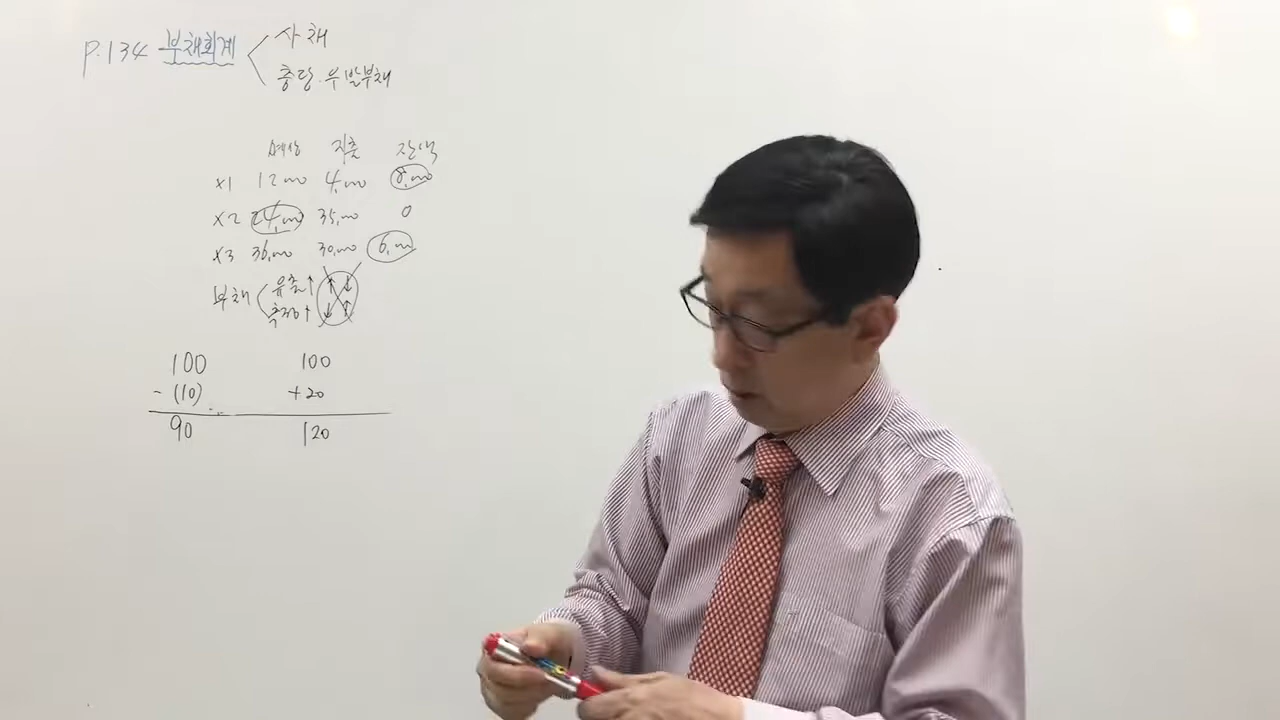 P.134 부채회계 < 사채
충당·우발부채
예상 지출 잔액
X1 12,000 4,000 8,000
X2 24,000 35,000 0
X3 36,000 30,000 6,000
부채 < 유출↑ ↑ ↓
측정↑ ↓ ↑
100 100
- (10) +20
90 120